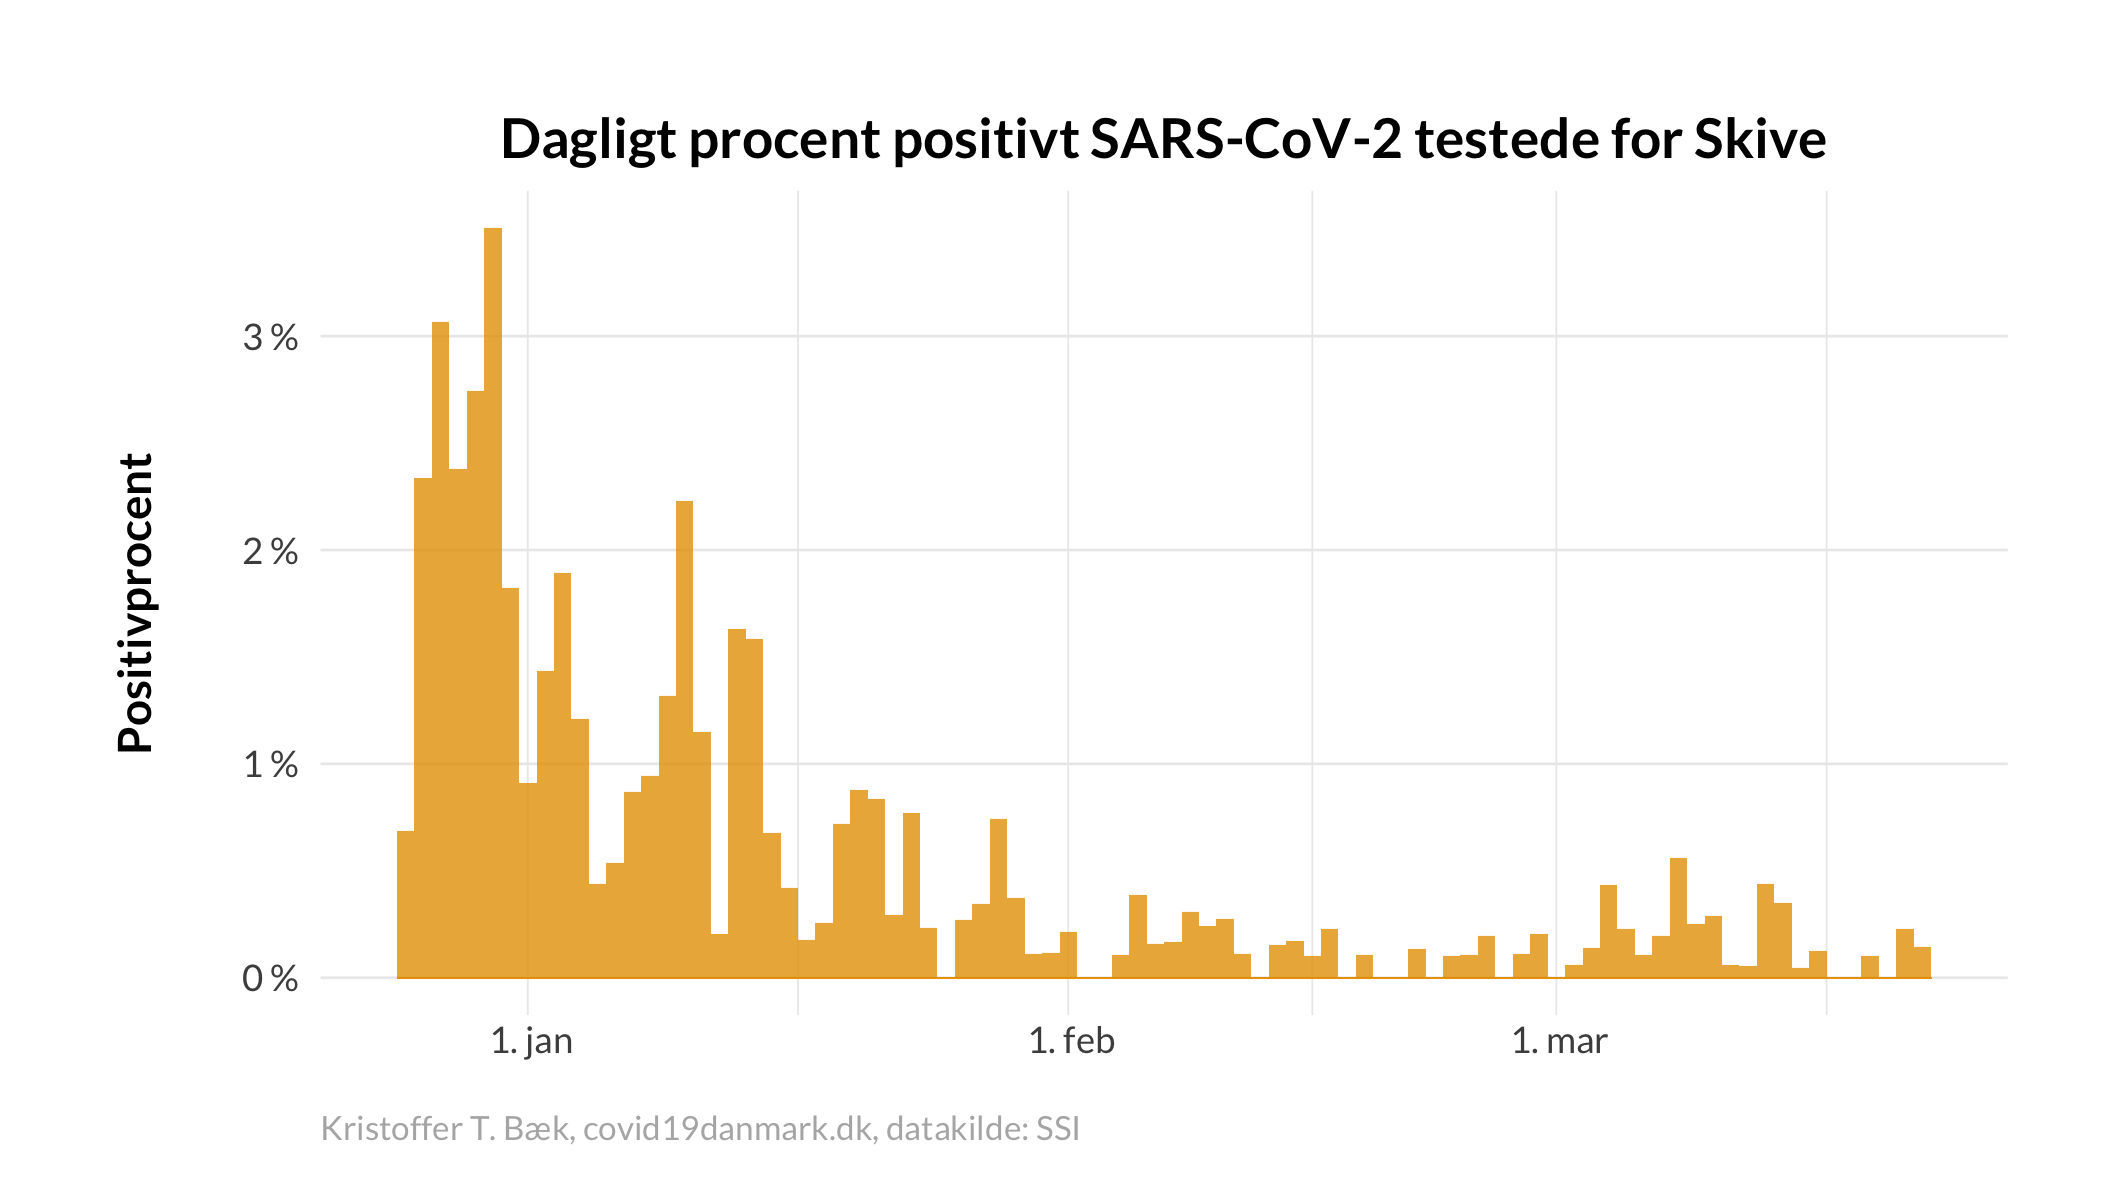 Dagligt procent positivt SARS-CoV-2 testede for Skive
Positivprocent
3 %
2 %
1 %
0 %
1. jan
1. feb
1. mar
Kristoffer T. Bæk, covid19danmark.dk, datakilde: SSI